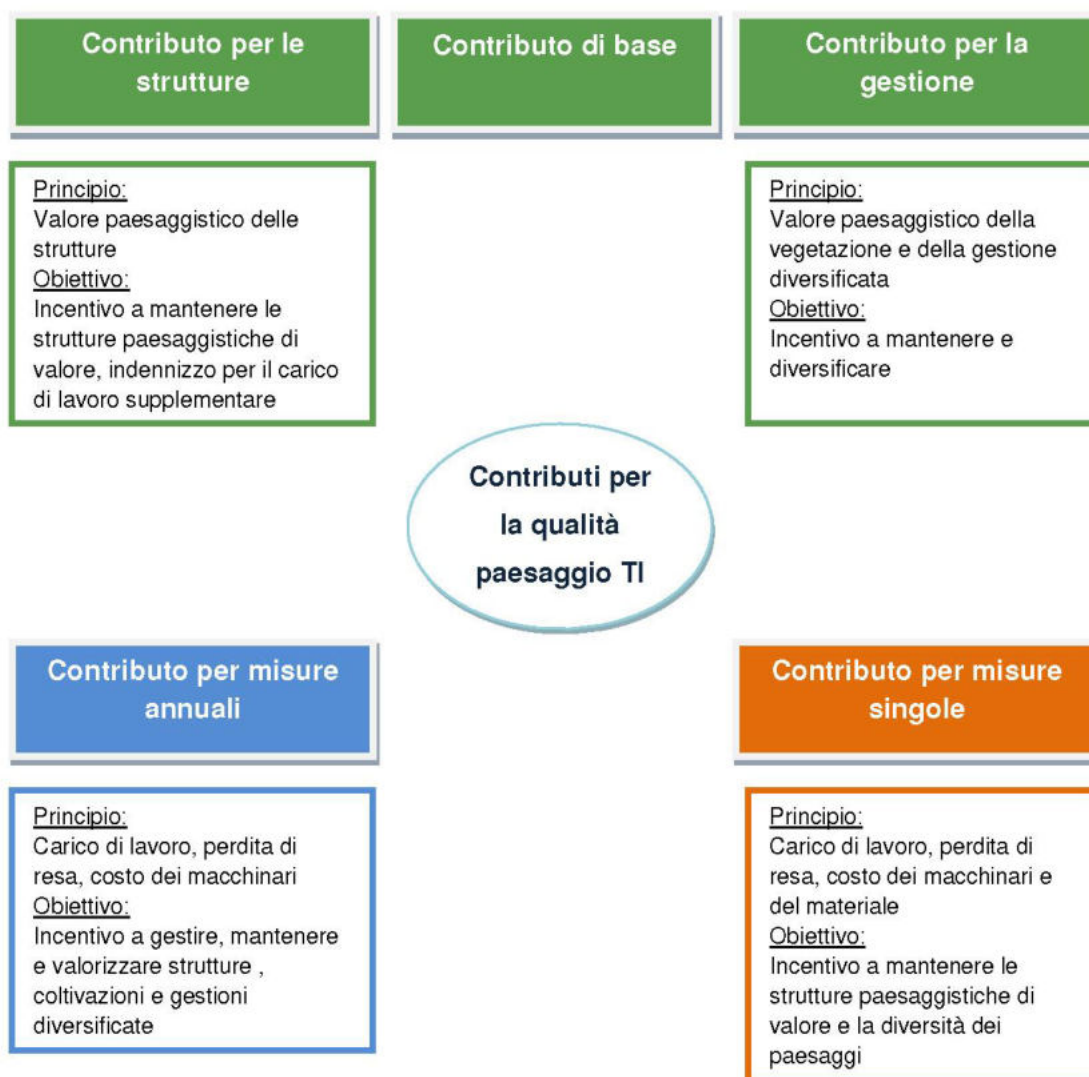 Contributo per le
strutture
Contributo di base
Contributo per la
gestione
Principio:
Valore paesaggistico delle
strutture
Obiettivo:
Incentivo a mantenere le
strutture paesaggistiche di
valore, indennizzo per il carico
di lavoro supplementare
Principio:
Valore paesaggistico della
vegetazione e della gestione
diversificata
Obiettivo:
Incentivo a mantenere e
diversificare
Contributi per
la qualità
paesaggio TI
Contributo per misure
annuali
Contributo per misure
singole
Principio:
Carico di lavoro, perdita di
resa, costo dei macchinari
Obiettivo:
Incentivo a gestire, mantenere
e valorizzare strutture ,
coltivazioni e gestioni
diversificate
Principio:
Carico di lavoro, perdita di
resa, costo dei macchinari e
del materiale
Obiettivo:
Incentivo a mantenere le
strutture paesaggistiche di
valore e la diversità dei
paesaggi